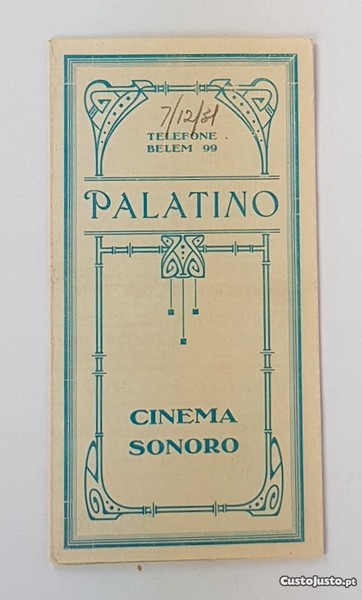 7/12/31
TELEFONE
BELEM 99
PALATINO
CINEMA
SONORO
CustoJusto.pt